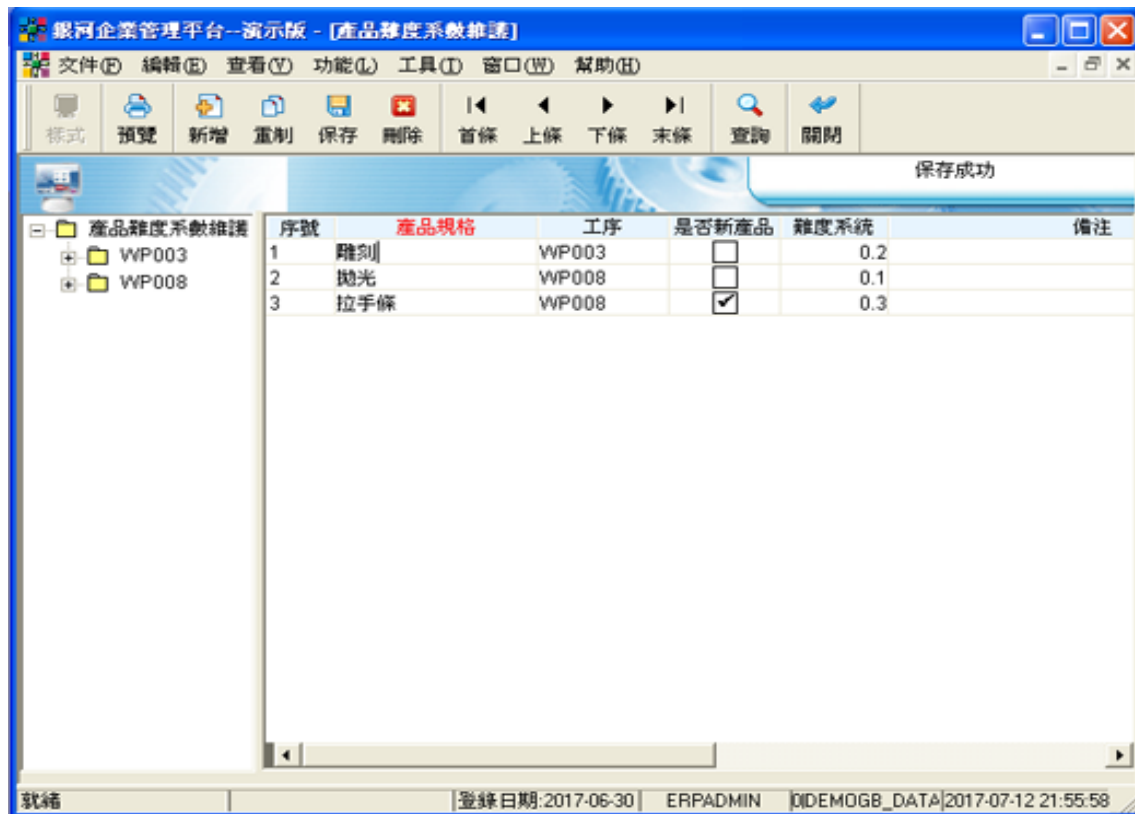 銀河企業管理平台--演示版 - [產品難度系數維護]
文件(F) 編輯(E) 查看(V) 功能(L) 工具(T) 窗口(W) 幫助(H)
樣式 預覽 新增 重制 保存 刪除 首條 上條 下條 末條 查詢 關閉
保存成功
產品難度系數維護
WP003
WP008
序號 產品規格 工序 是否新產品 難度系統 備注
1 雕刻 WP003 0.2
2 拋光 WP008 0.1
3 拉手條 WP008 0.3
就緒 登錄日期:2017-06-30 ERPADMIN 0|DEMOGB_DATA 2017-07-12 21:55:58